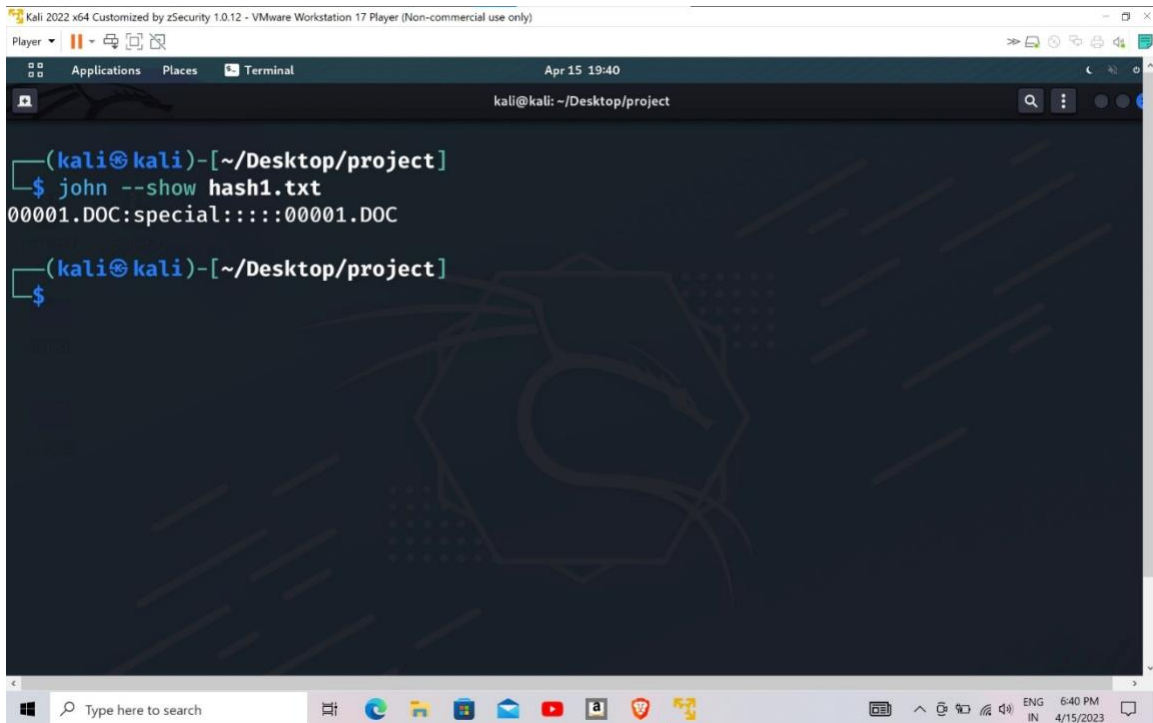 Kali 2022 x64 Customized by zSecurity 1.0.12 - VMware Workstation 17 Player (Non-commercial use only)
Player
Applications Places Terminal Apr 15 19:40
kali@kali: ~/Desktop/project
┌──(kali㉿kali)-[~/Desktop/project]
└─$ john --show hash1.txt
00001.DOC:special:::::00001.DOC
┌──(kali㉿kali)-[~/Desktop/project]
└─$
Type here to search
ENG 6:40 PM
IN 4/15/2023